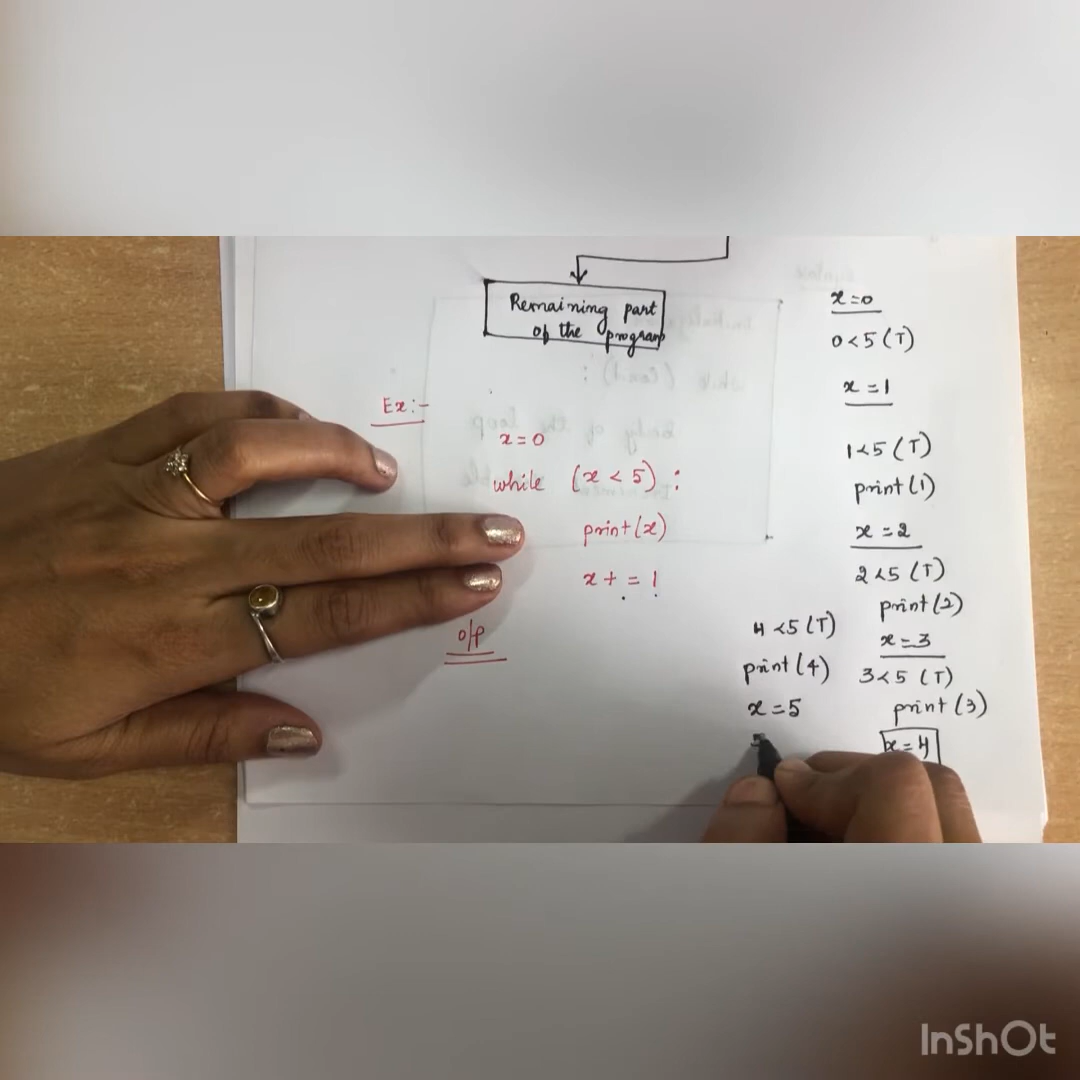 Remaining part
of the program
Ex:-
x=0
while (x < 5) :
print(x)
x+ = 1
o/p
x=0
0<5 (T)
x=1
1<5 (T)
print(1)
x=2
2<5 (T)
print(2)
x=3
3<5 (T)
print(3)
x=4
4<5 (T)
print(4)
x=5
InShOt